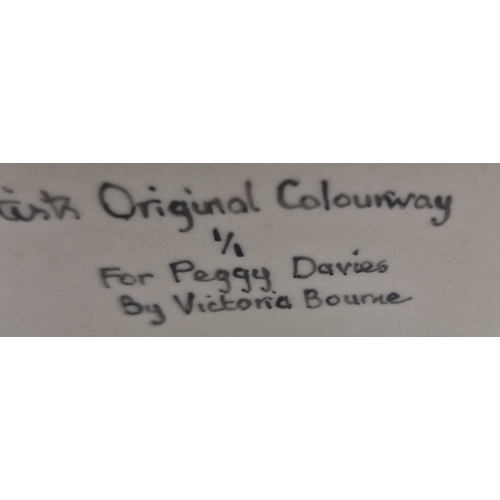 Original Colourway
1/1
For Peggy Davies
By Victoria Bourne